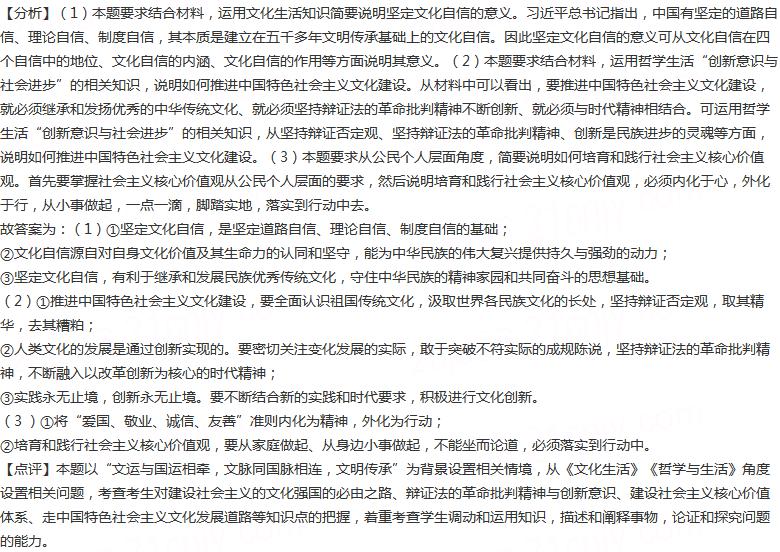 【分析】（1）本题要求结合材料，运用文化生活知识简要说明坚定文化自信的意义。习近平总书记指出，中国有坚定的道路自
信、理论自信、制度自信，其本质是建立在五千多年文明传承基础上的文化自信。因此坚定文化自信的意义可从文化自信在四
个自信中的地位、文化自信的内涵、文化自信的作用等方面说明其意义。（2）本题要求结合材料，运用哲学生活“创新意识与
社会进步”的相关知识，说明如何推进中国特色社会主义文化建设。从材料中可以看出，要推进中国特色社会主义文化建设，
就必须继承和发扬优秀的中华传统文化、就必须坚持辩证法的革命批判精神不断创新、就必须与时代精神相结合。可运用哲学
生活“创新意识与社会进步”的相关知识，从坚持辩证否定观、坚持辩证法的革命批判精神、创新是民族进步的灵魂等方面，
说明如何推进中国特色社会主义文化建设。（3）本题要求从公民个人层面角度，简要说明如何培育和践行社会主义核心价值
观。首先要掌握社会主义核心价值观从公民个人层面的要求，然后说明培育和践行社会主义核心价值观，必须内化于心，外化
于行，从小事做起，一点一滴，脚踏实地，落实到行动中去。
故答案为：（1）①坚定文化自信，是坚定道路自信、理论自信、制度自信的基础；
②文化自信源自对自身文化价值及其生命力的认同和坚守，能为中华民族的伟大复兴提供持久与强劲的动力；
③坚定文化自信，有利于继承和发展民族优秀传统文化，守住中华民族的精神家园和共同奋斗的思想基础。
（2）①推进中国特色社会主义文化建设，要全面认识祖国传统文化，汲取世界各民族文化的长处，坚持辩证否定观，取其精
华，去其糟粕；
②人类文化的发展是通过创新实现的。要密切关注变化发展的实际，敢于突破不符实际的成规陈说，坚持辩证法的革命批判精
神，不断融入以改革创新为核心的时代精神；
③实践永无止境，创新永无止境。要不断结合新的实践和时代要求，积极进行文化创新。
（3 ）①将“爱国、敬业、诚信、友善”准则内化为精神，外化为行动；
②培育和践行社会主义核心价值观，要从家庭做起、从身边小事做起，不能坐而论道，必须落实到行动中。
【点评】本题以“文运与国运相牵，文脉同国脉相连，文明传承”为背景设置相关情境，从《文化生活》《哲学与生活》角度
设置相关问题，考查考生对建设社会主义的文化强国的必由之路、辩证法的革命批判精神与创新意识、建设社会主义核心价值
体系、走中国特色社会主义文化发展道路等知识点的把握，着重考查学生调动和运用知识，描述和阐释事物，论证和探究问题
的能力。